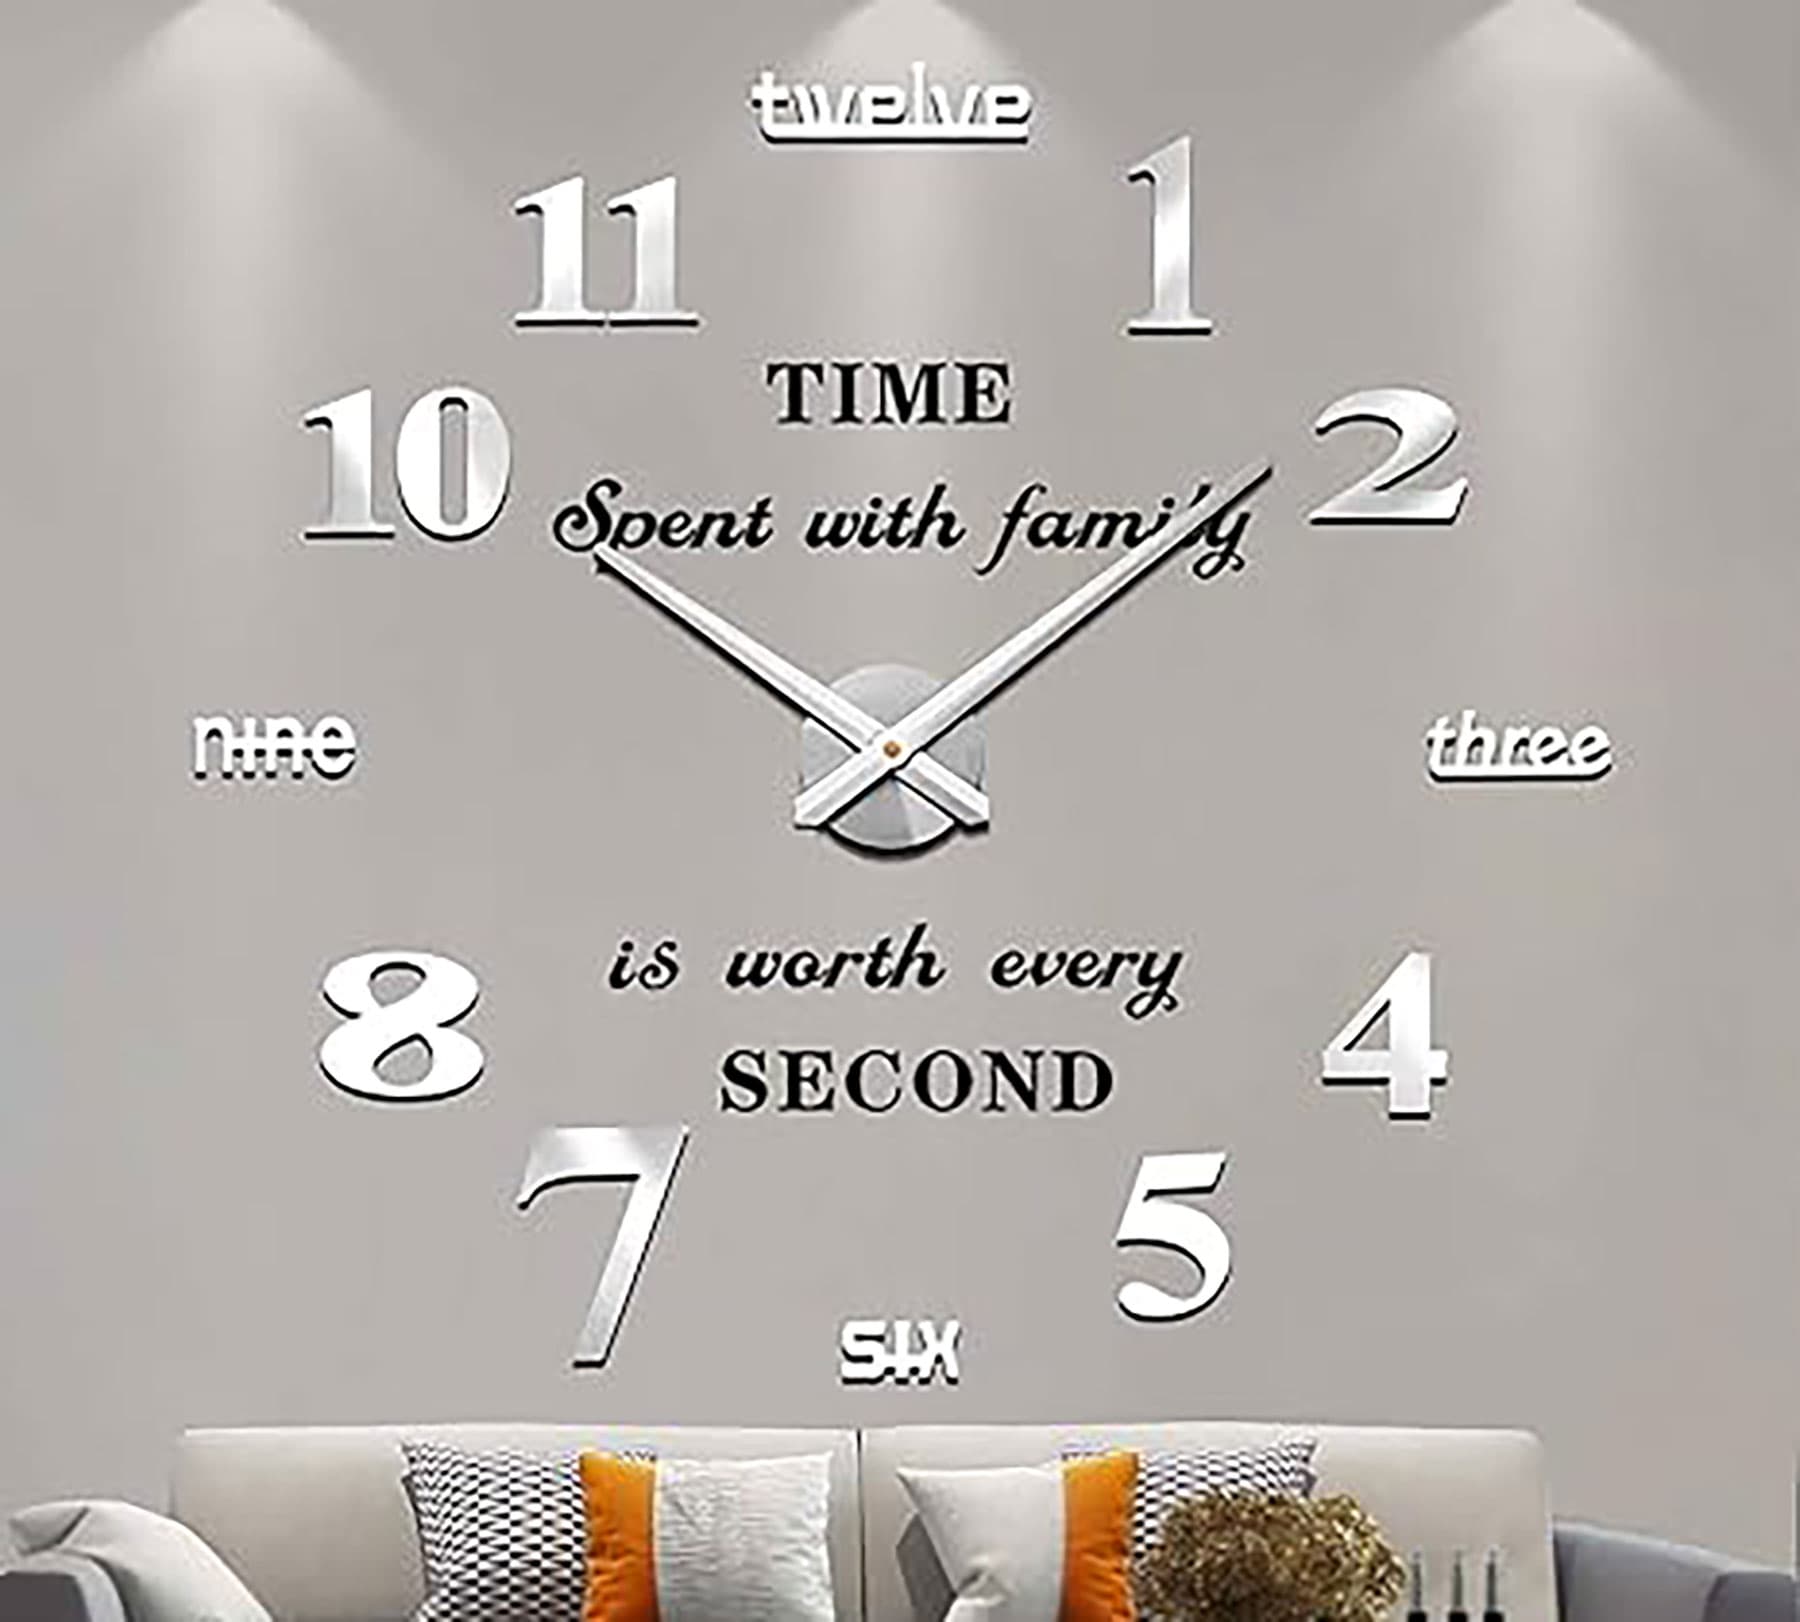 twelve
11
1
TIME
10
2
Spent with family
nine
three
is worth every
8
4
SECOND
7
5
six